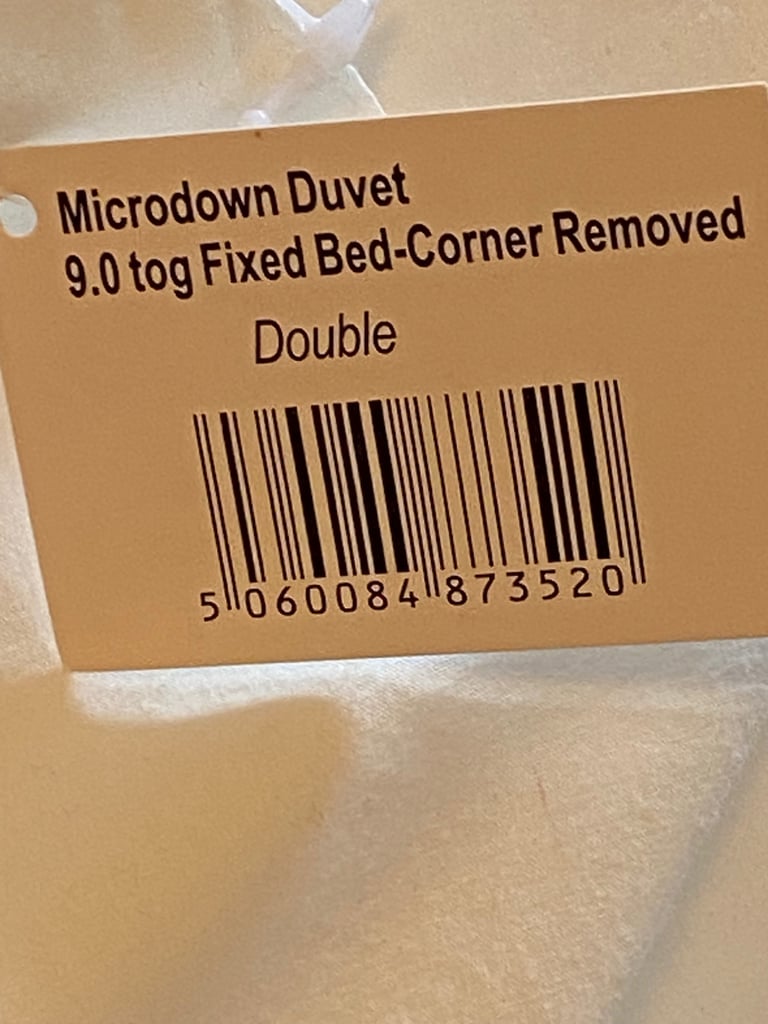 Microdown Duvet
9.0 tog Fixed Bed-Corner Removed
Double
5 060084 873520